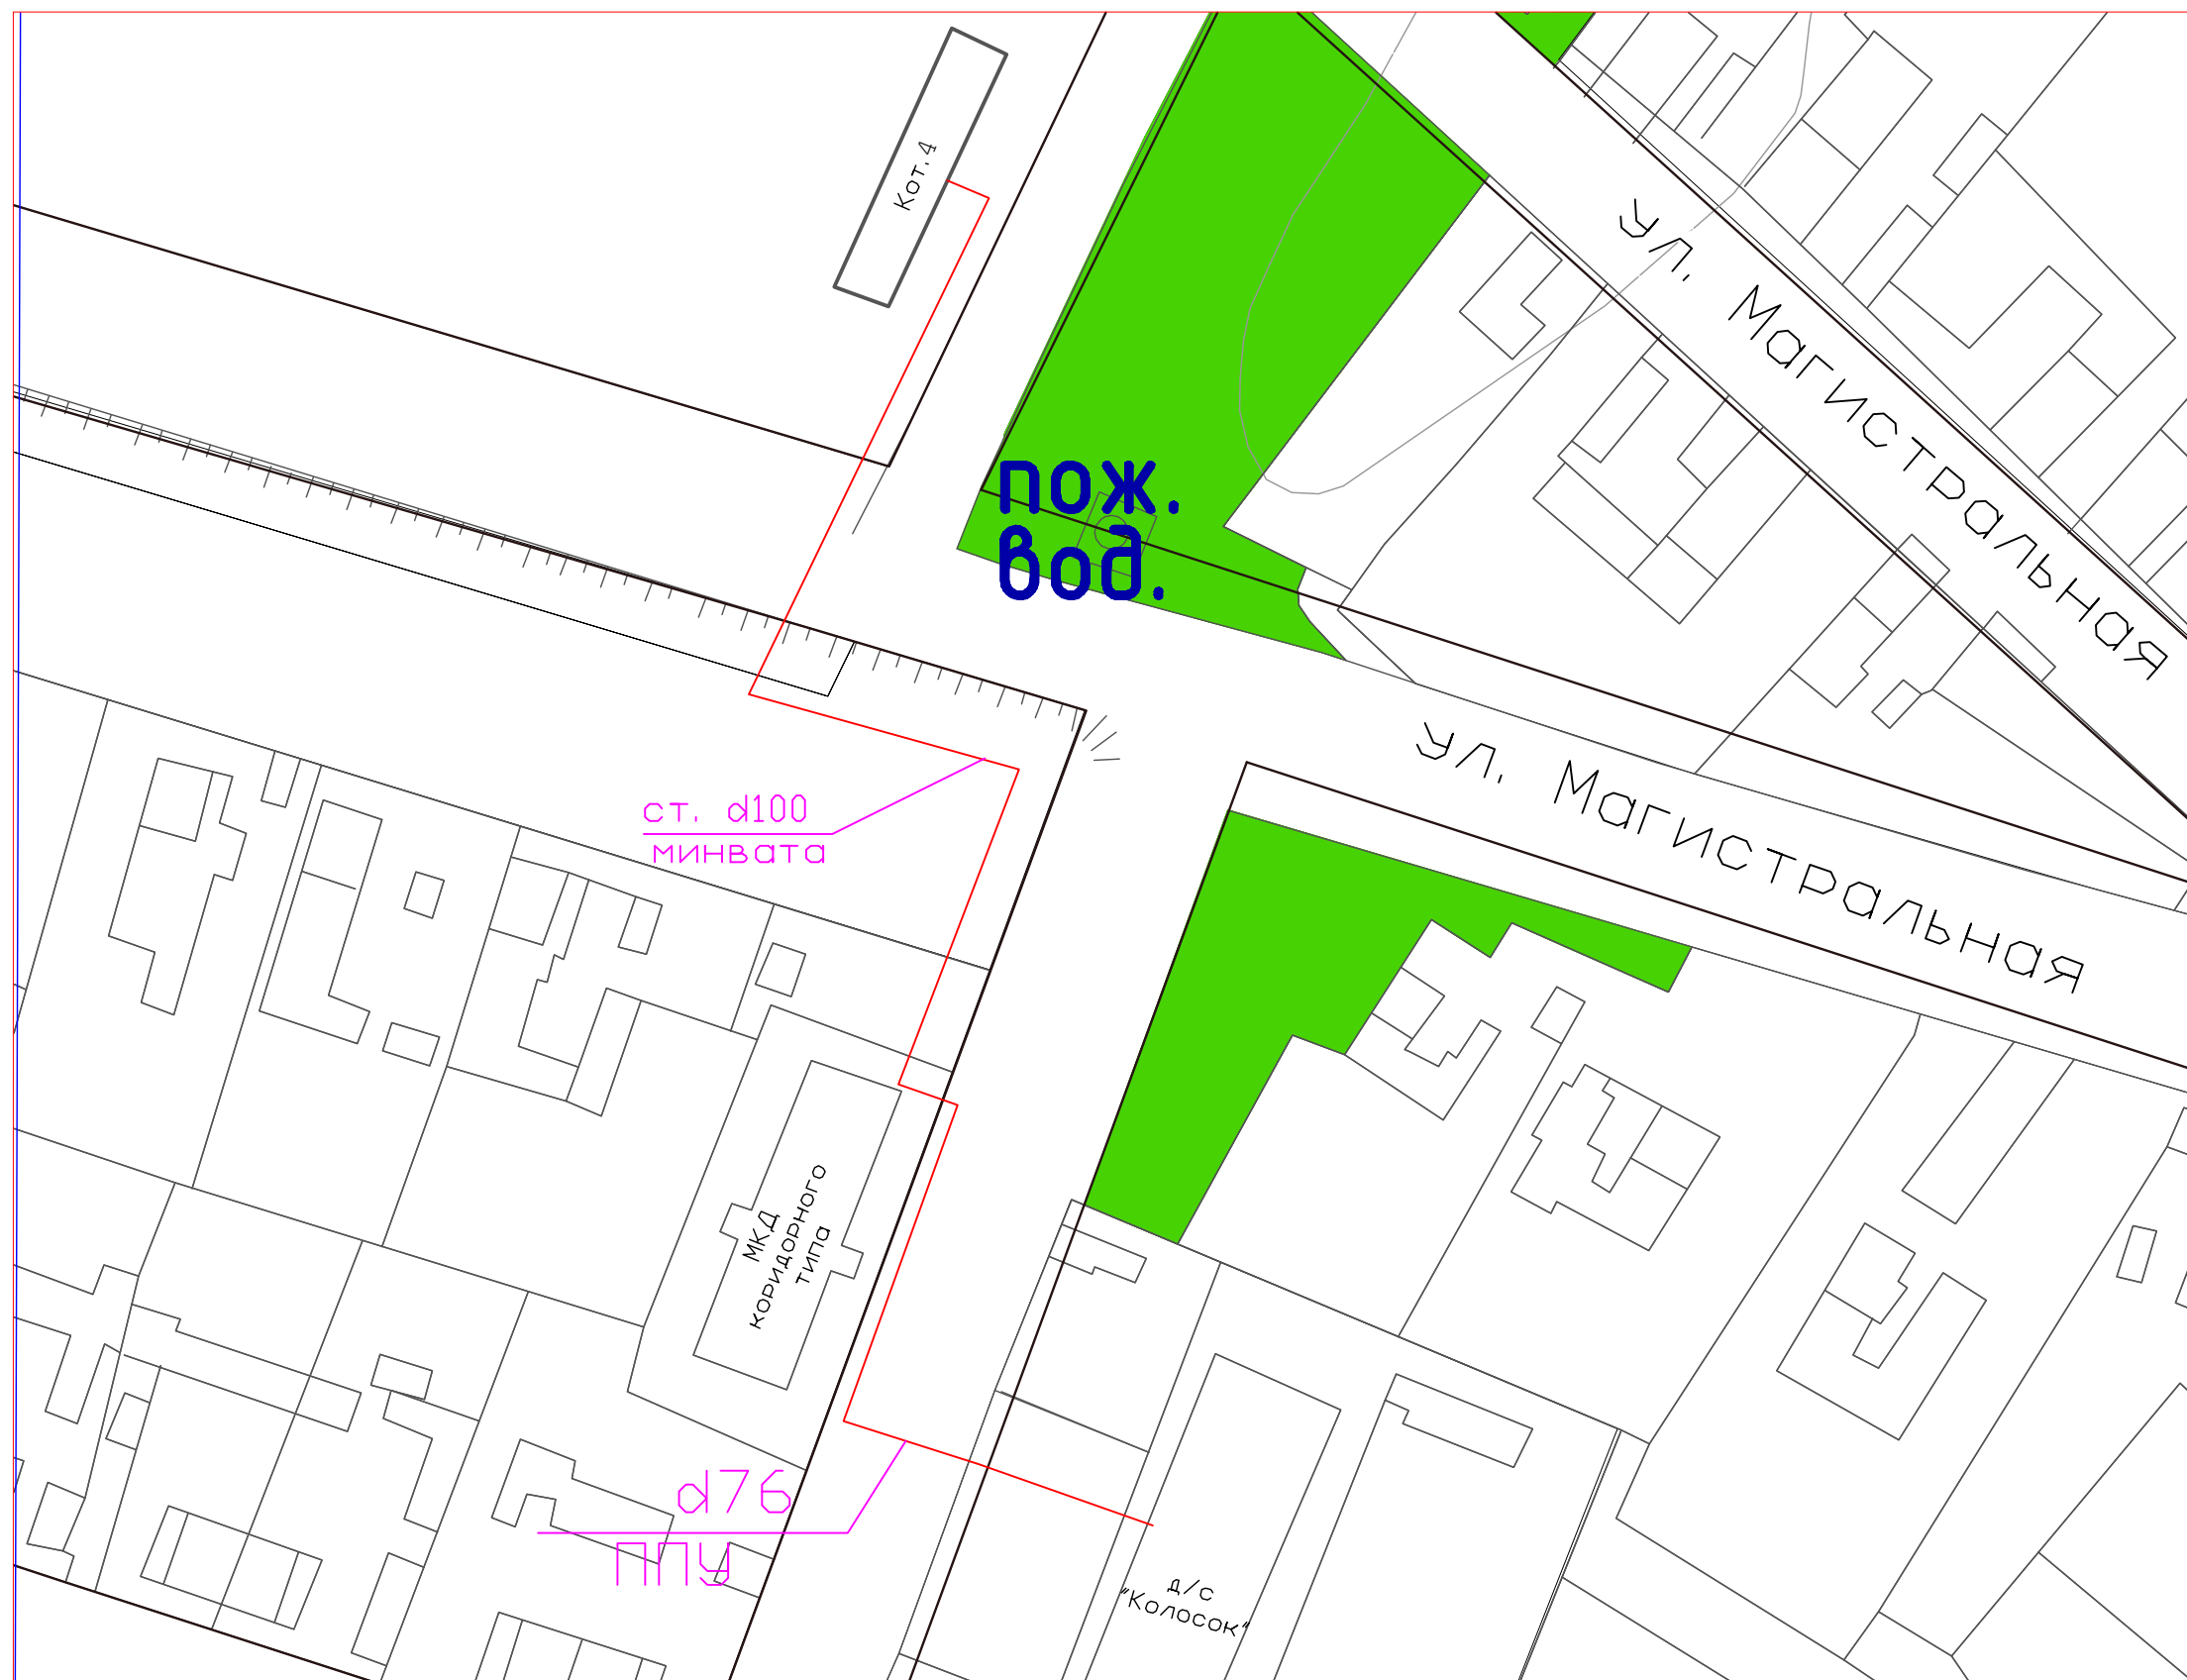 Кот.4
ул. Магистральная
пож.
вод.
ул. Магистральная
ст. d100
минвата
МКД
коридорного
типа
d76
ППУ
д/с
"Колосок"